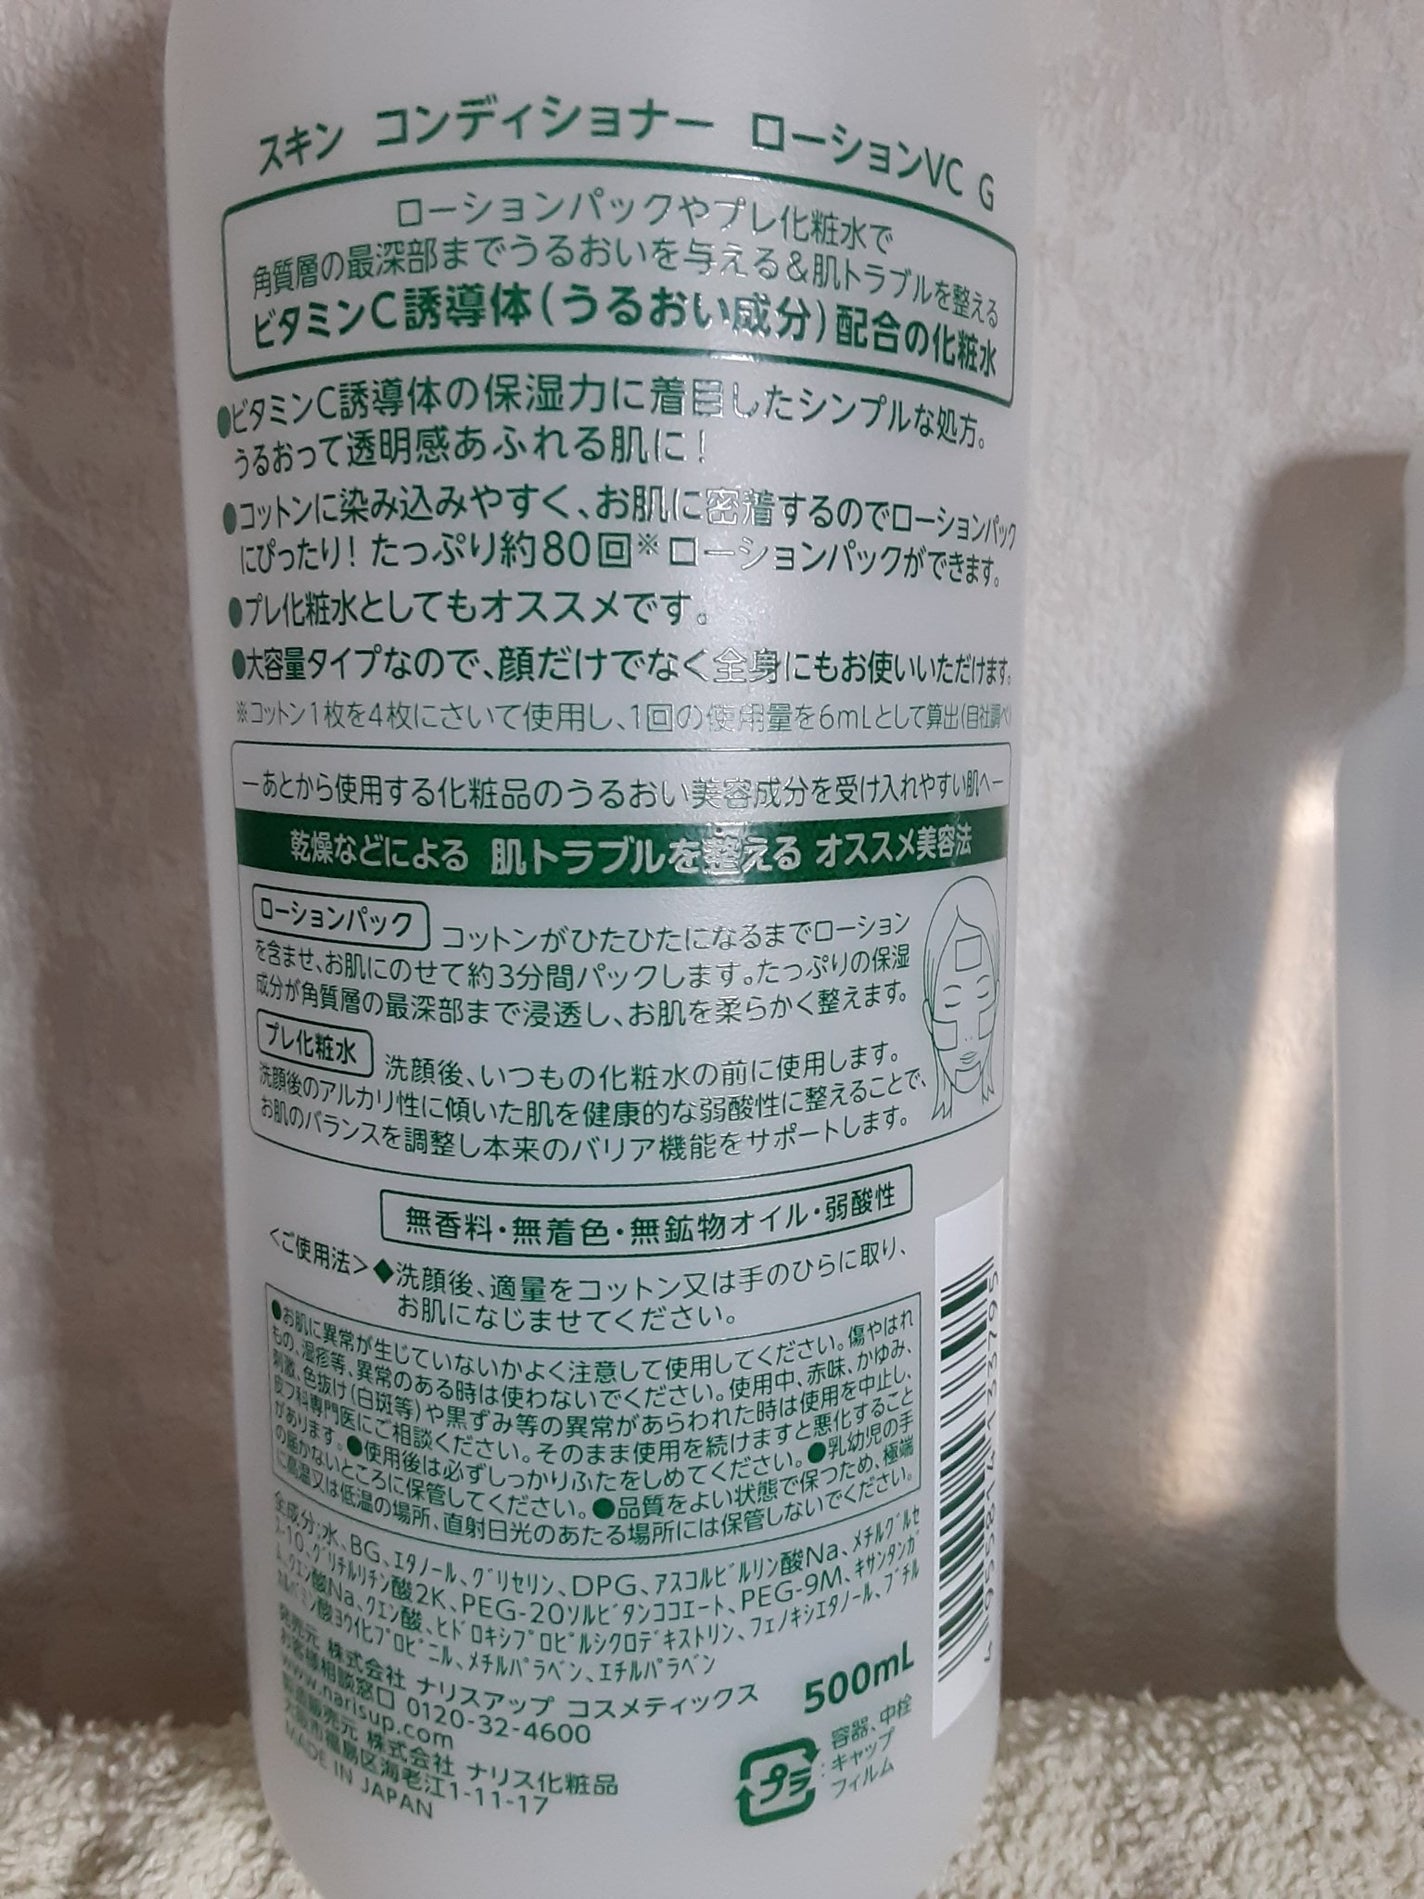 スキン コンディショナー ローションVC G
ローションパックやプレ化粧水で
角質層の最深部までうるおいを与える&肌トラブルを整える
ビタミンC誘導体(うるおい成分)配合の化粧水
●ビタミンC誘導体の保湿力に着目したシンプルな処方。
うるおって透明感あふれる肌に!
●コットンに染み込みやすく、お肌に密着するのでローションパック
にぴったり! たっぷり約80回※ローションパックができます。
●プレ化粧水としてもオススメです。
●大容量タイプなので、顔だけでなく全身にもお使いいただけます。
※コットン1枚を4枚にさいて使用し、1回の使用量を6mLとして算出(自社調べ)
ーあとから使用する化粧品のうるおい美容成分を受け入れやすい肌へー
乾燥などによる 肌トラブルを整える オススメ美容法
ローションパック コットンがひたひたになるまでローション
を含ませ、お肌にのせて約3分間パックします。たっぷりの保湿
成分が角質層の最深部まで浸透し、お肌を柔らかく整えます。
プレ化粧水 洗顔後、いつもの化粧水の前に使用します。
洗顔後のアルカリ性に傾いた肌を健康的な弱酸性に整えることで、
お肌のバランスを調整し本来のバリア機能をサポートします。
無香料・無着色・無鉱物オイル・弱酸性
<ご使用法>◆洗顔後、適量をコットン又は手のひらに取り、
お肌になじませてください。
●お肌に異常が生じていないかよく注意して使用してください。傷やはれ
もの、湿疹等、異常のある時は使わないでください。使用中、赤味、かゆみ、
刺激、色抜け(白斑等)や黒ずみ等の異常があらわれた時は使用を中止し、
皮フ科専門医にご相談ください。そのまま使用を続けますと悪化すること
があります。●使用後は必ずしっかりふたをしめてください。●乳幼児の手
の届かないところに保管してください。●品質をよい状態で保つため、極端
に高温又は低温の場所、直射日光のあたる場所には保管しないでください。
全成分:水、BG、エタノール、グリセリン、DPG、アスコルビルリン酸Na、メチルグルセ
ス-10、グリチルリチン酸2K、PEG-20ソルビタンココエート、PEG-9M、キサンタンガ
ム、クエン酸Na、クエン酸、ヒドロキシプロピルシクロデキストリン、フェノキシエタノール、ブチル
カルバミン酸ヨウ化プロピニル、メチルパラベン、エチルパラベン
発売元 株式会社 ナリスアップ コスメティックス
お客様相談窓口 0120-32-4600
www.narisup.com
製造販売元 株式会社 ナリス化粧品
大阪市福島区海老江1-11-17
MADE IN JAPAN
500mL
プラ
容器、中栓
:キャップ
フィルム